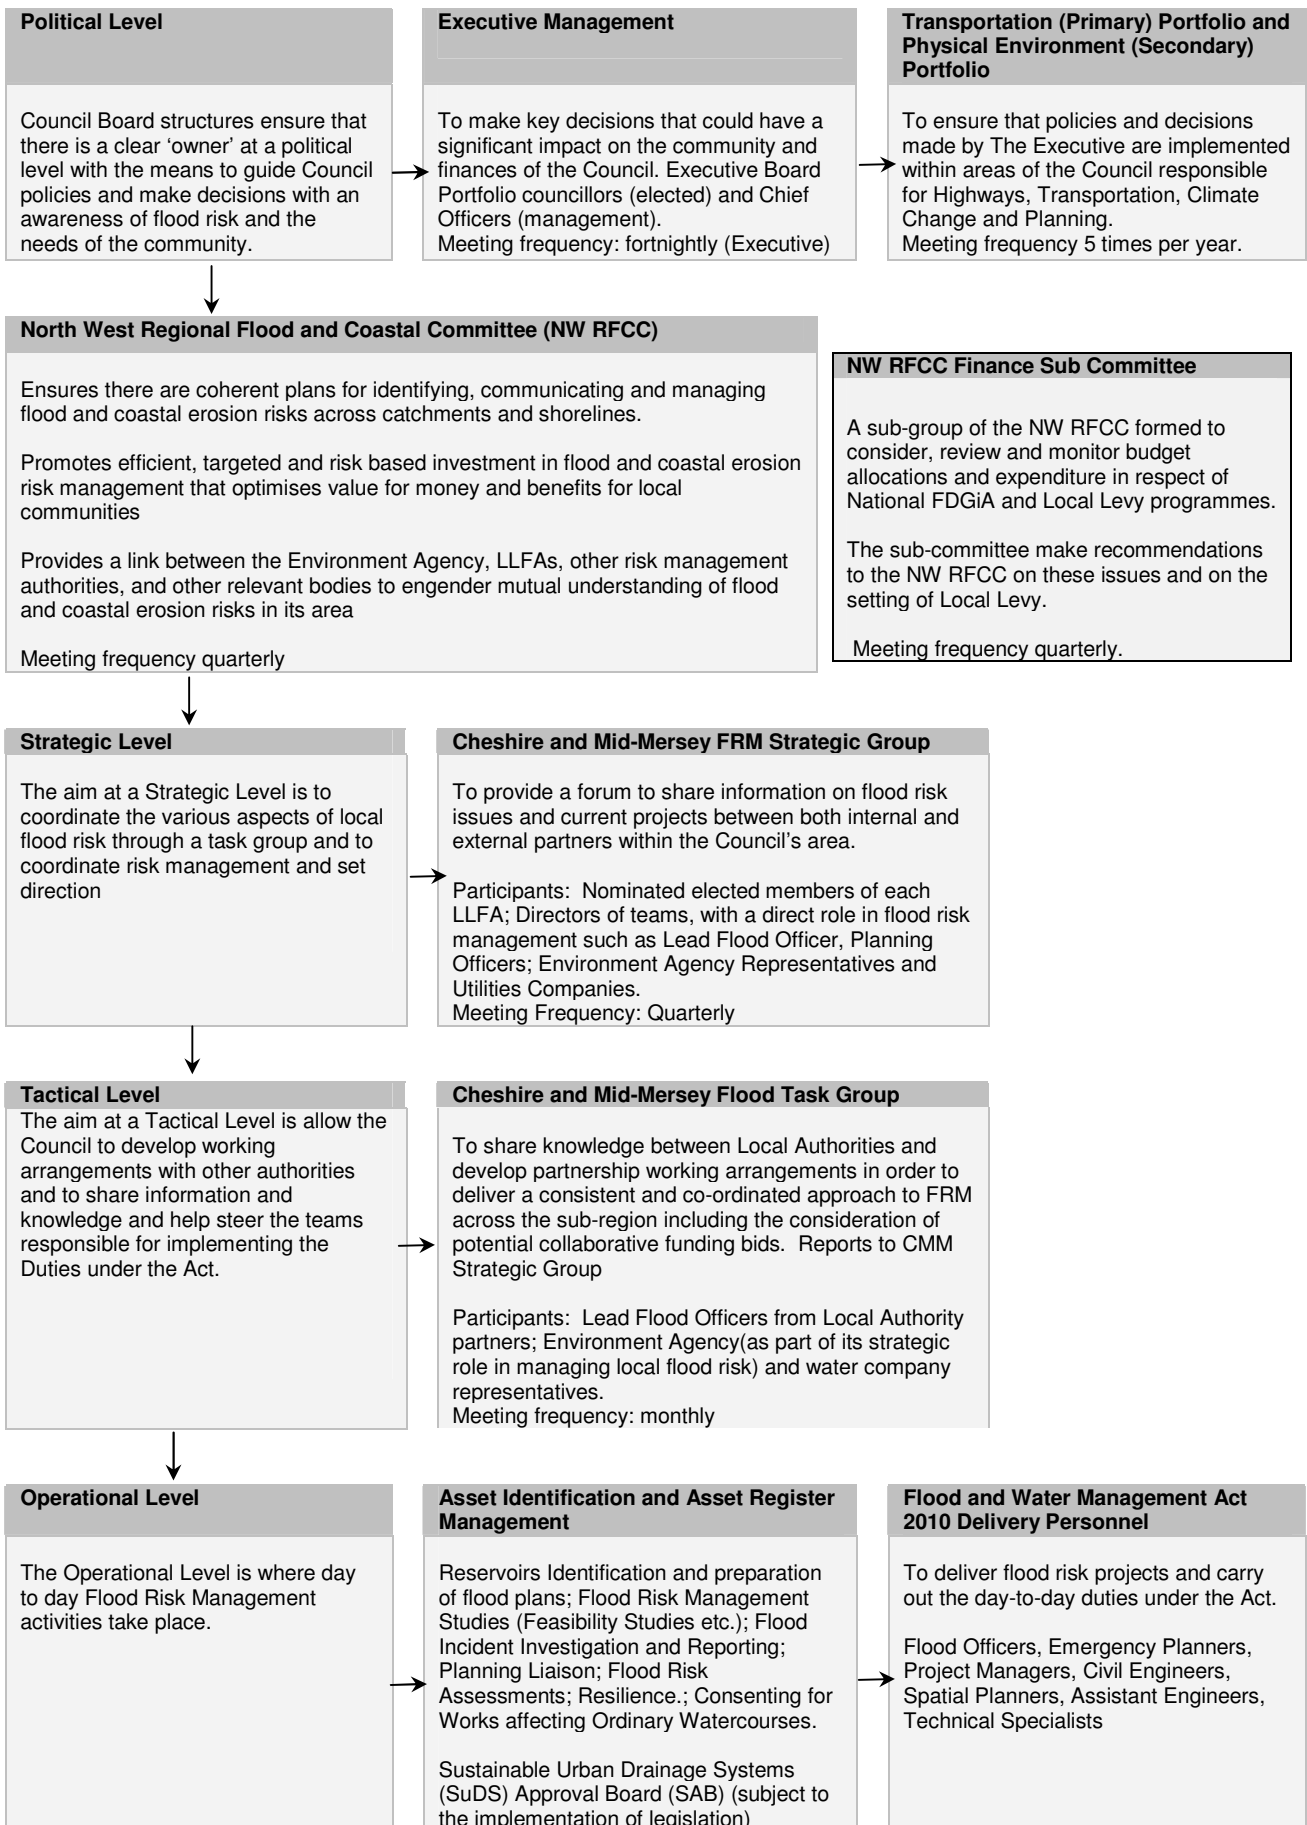 Political Level
Council Board structures ensure that
there is a clear ‘owner’ at a political
level with the means to guide Council
policies and make decisions with an
awareness of flood risk and the
needs of the community.
Executive Management
To make key decisions that could have a
significant impact on the community and
finances of the Council. Executive Board
Portfolio councillors (elected) and Chief
Officers (management).
Meeting frequency: fortnightly (Executive)
Transportation (Primary) Portfolio and
Physical Environment (Secondary)
Portfolio
To ensure that policies and decisions
made by The Executive are implemented
within areas of the Council responsible
for Highways, Transportation, Climate
Change and Planning.
Meeting frequency 5 times per year.
North West Regional Flood and Coastal Committee (NW RFCC)
Ensures there are coherent plans for identifying, communicating and managing
flood and coastal erosion risks across catchments and shorelines.
Promotes efficient, targeted and risk based investment in flood and coastal erosion
risk management that optimises value for money and benefits for local
communities
Provides a link between the Environment Agency, LLFAs, other risk management
authorities, and other relevant bodies to engender mutual understanding of flood
and coastal erosion risks in its area
Meeting frequency quarterly
NW RFCC Finance Sub Committee
A sub-group of the NW RFCC formed to
consider, review and monitor budget
allocations and expenditure in respect of
National FDGiA and Local Levy programmes.
The sub-committee make recommendations
to the NW RFCC on these issues and on the
setting of Local Levy.
Meeting frequency quarterly.
Strategic Level
The aim at a Strategic Level is to
coordinate the various aspects of local
flood risk through a task group and to
coordinate risk management and set
direction
Cheshire and Mid-Mersey FRM Strategic Group
To provide a forum to share information on flood risk
issues and current projects between both internal and
external partners within the Council’s area.
Participants: Nominated elected members of each
LLFA; Directors of teams, with a direct role in flood risk
management such as Lead Flood Officer, Planning
Officers; Environment Agency Representatives and
Utilities Companies.
Meeting Frequency: Quarterly
Tactical Level
The aim at a Tactical Level is allow the
Council to develop working
arrangements with other authorities
and to share information and
knowledge and help steer the teams
responsible for implementing the
Duties under the Act.
Cheshire and Mid-Mersey Flood Task Group
To share knowledge between Local Authorities and
develop partnership working arrangements in order to
deliver a consistent and co-ordinated approach to FRM
across the sub-region including the consideration of
potential collaborative funding bids. Reports to CMM
Strategic Group
Participants: Lead Flood Officers from Local Authority
partners; Environment Agency(as part of its strategic
role in managing local flood risk) and water company
representatives.
Meeting frequency: monthly
Operational Level
The Operational Level is where day
to day Flood Risk Management
activities take place.
Asset Identification and Asset Register
Management
Reservoirs Identification and preparation
of flood plans; Flood Risk Management
Studies (Feasibility Studies etc.); Flood
Incident Investigation and Reporting;
Planning Liaison; Flood Risk
Assessments; Resilience.; Consenting for
Works affecting Ordinary Watercourses.
Sustainable Urban Drainage Systems
(SuDS) Approval Board (SAB) (subject to
the implementation of legislation)
Flood and Water Management Act
2010 Delivery Personnel
To deliver flood risk projects and carry
out the day-to-day duties under the Act.
Flood Officers, Emergency Planners,
Project Managers, Civil Engineers,
Spatial Planners, Assistant Engineers,
Technical Specialists